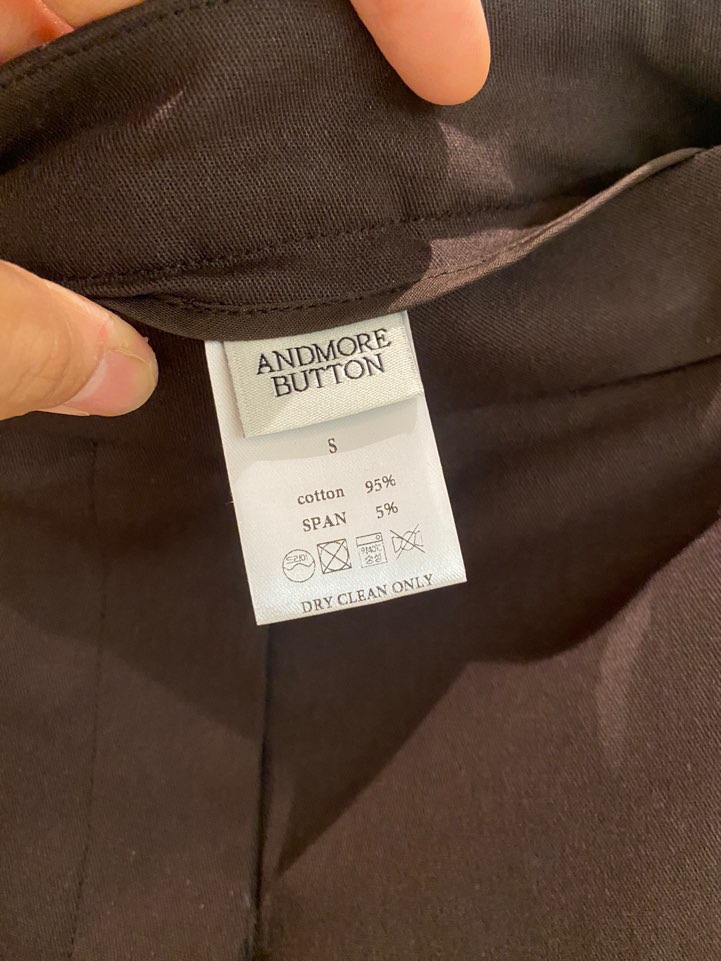 ANDMORE
BUTTON
S
cotton 95%
SPAN 5%
DRY CLEAN ONLY